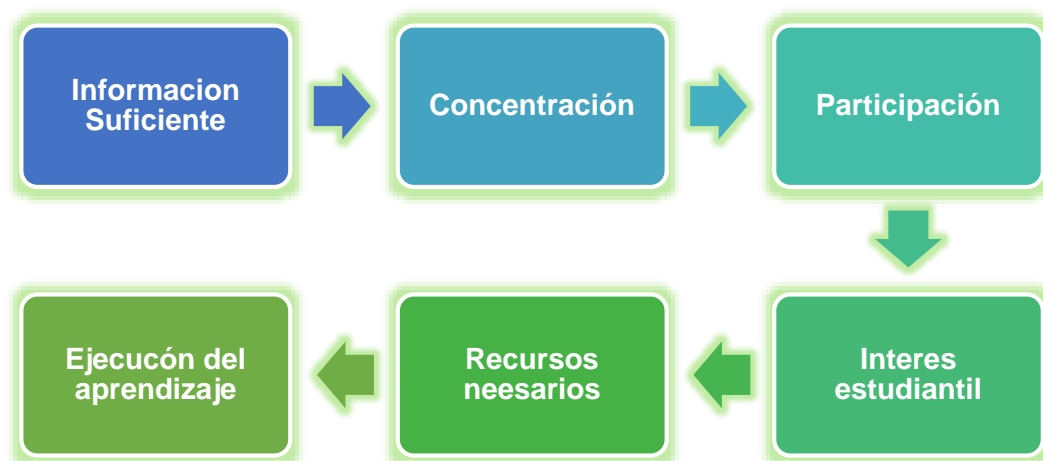 Informacion
Suficiente
Concentración
Participación
Interes
estudiantil
Recursos
neesarios
Ejecucón del
aprendizaje